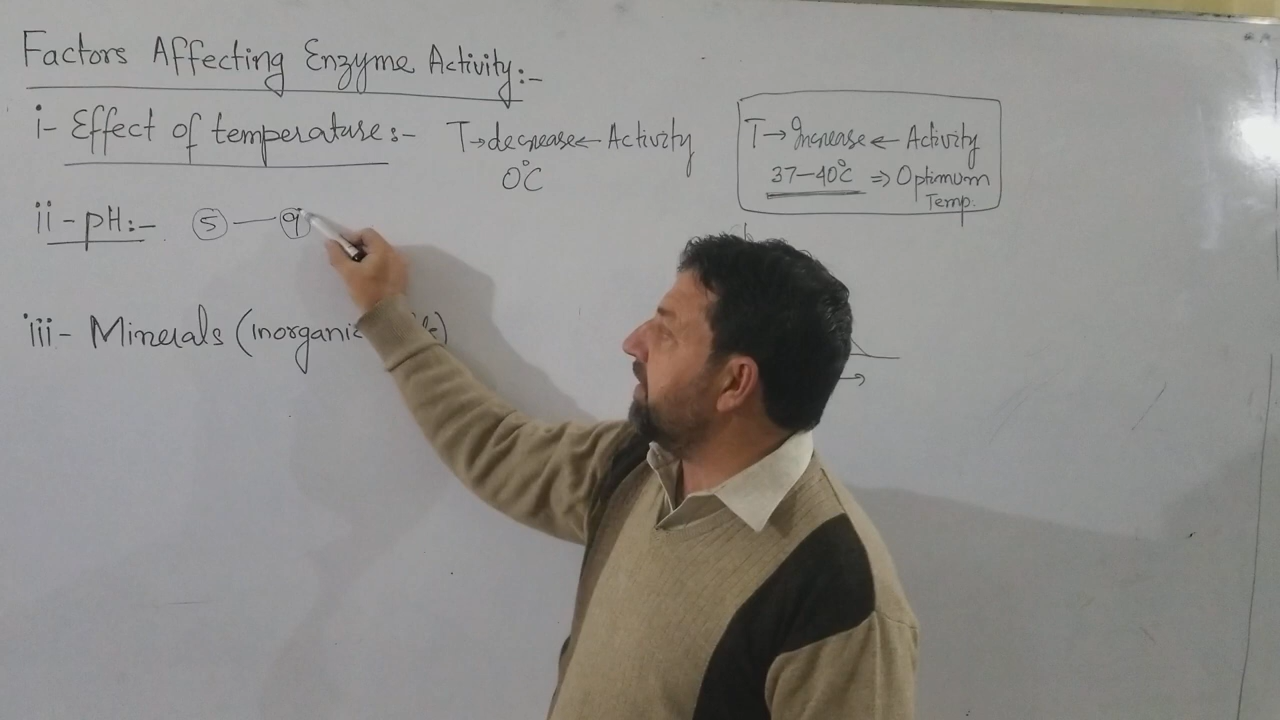 Factors Affecting Enzyme Activity:-
i- Effect of temperature:- T→decrease← Activity
0°C
T→Increase← Activity
37-40°C ⇒ Optimum
Temp.
ii- pH:- 5 — 9
iii- Minerals (inorganic